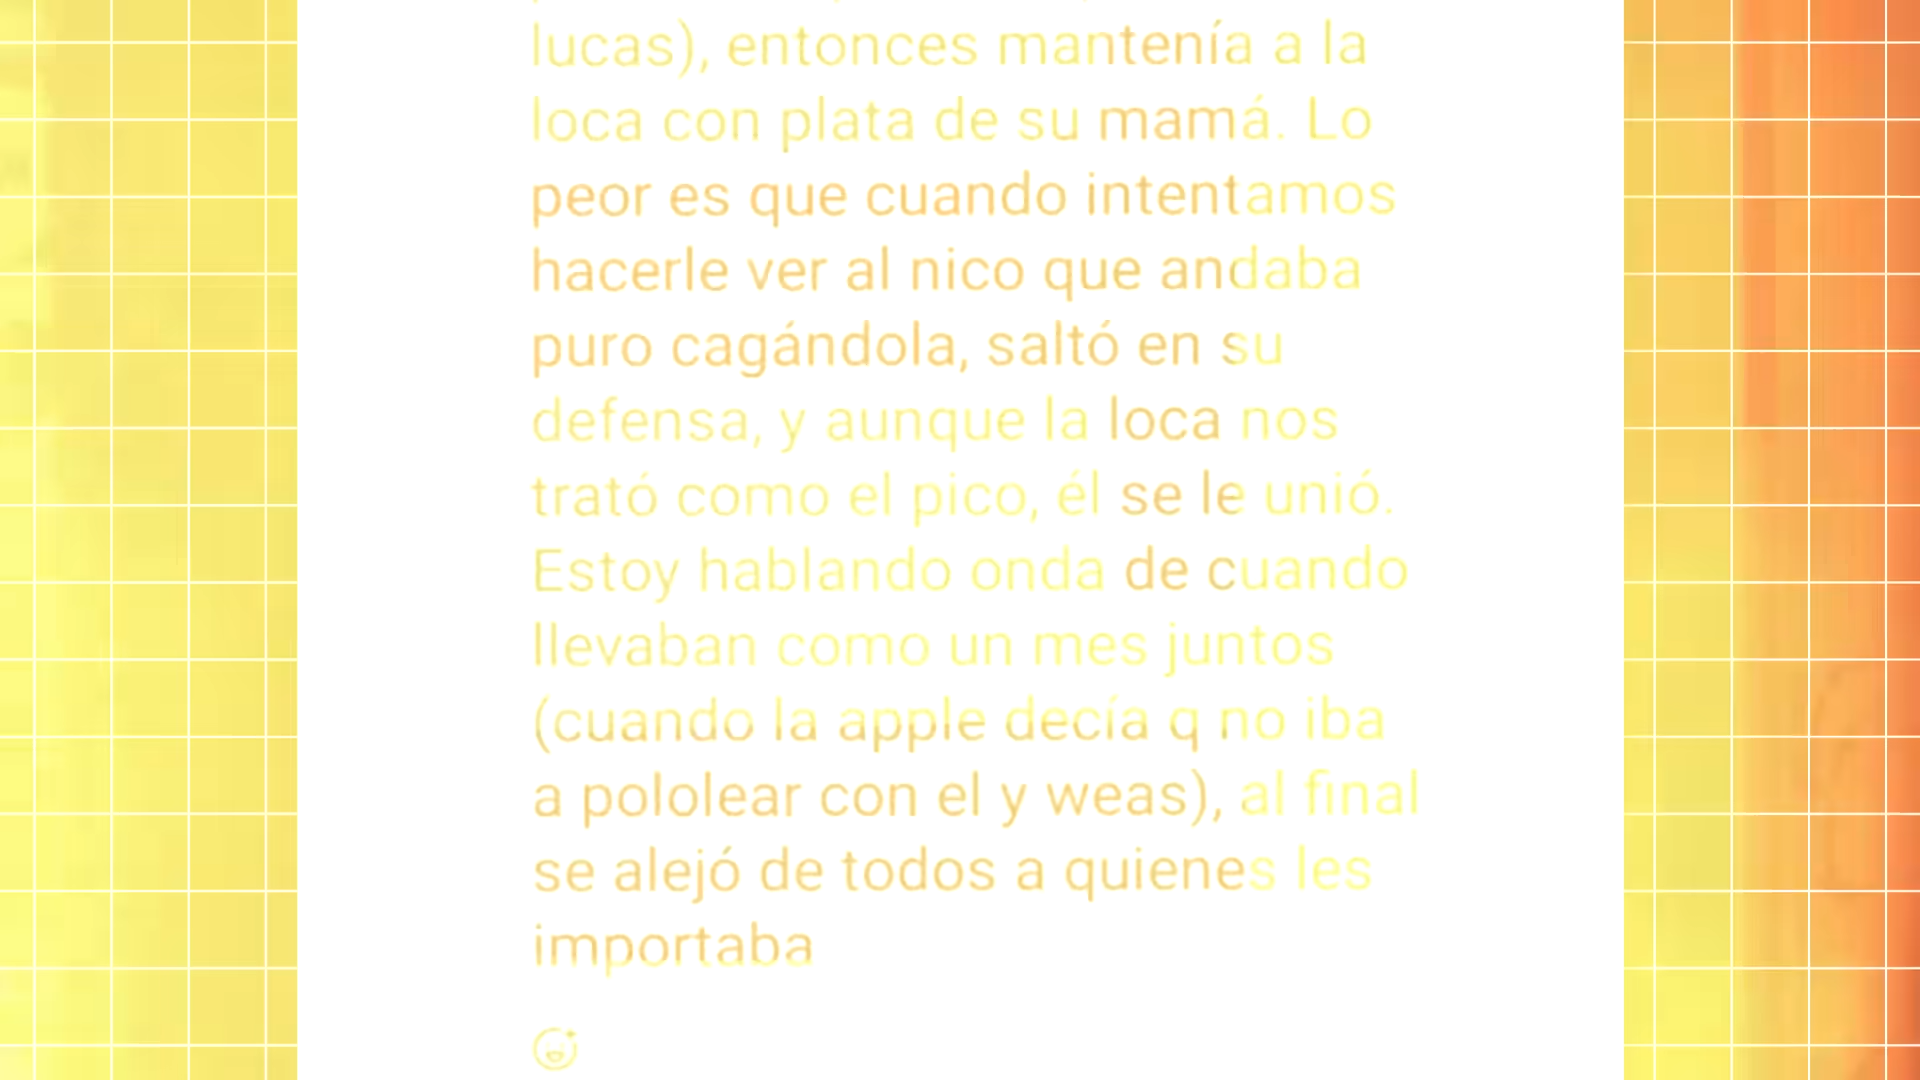 lucas), entonces mantenía a la
loca con plata de su mamá. Lo
peor es que cuando intentamos
hacerle ver al nico que andaba
puro cagándola, saltó en su
defensa, y aunque la loca nos
trató como el pico, él se le unió.
Estoy hablando onda de cuando
llevaban como un mes juntos
(cuando la apple decía q no iba
a pololear con el y weas), al final
se alejó de todos a quienes les
importaba